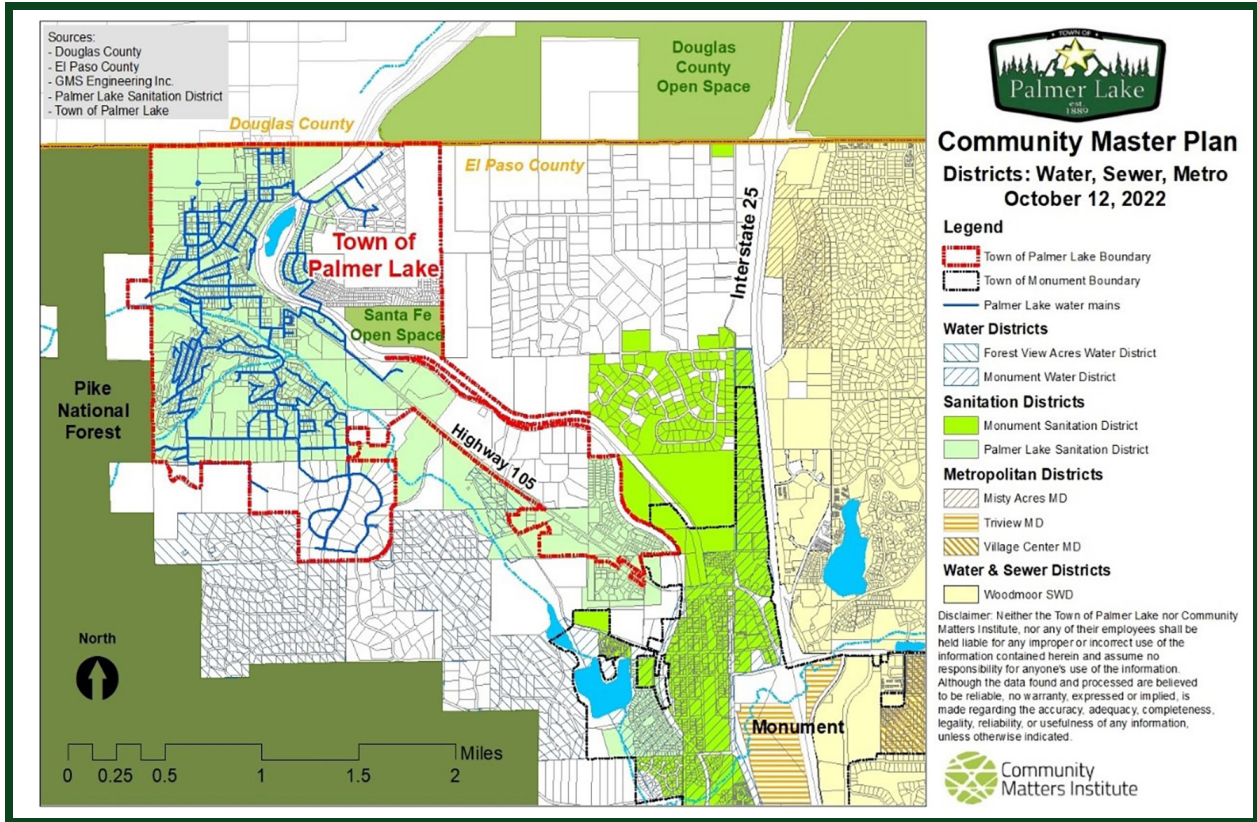 Sources:
- Douglas County
- El Paso County
- GMS Engineering Inc.
- Palmer Lake Sanitation District
- Town of Palmer Lake
Douglas County
El Paso County
Douglas
County
Open Space
Interstate 25
Town of
Palmer Lake
Santa Fe
Open Space
Pike
National
Forest
Highway 105
Monument
North
Miles
0 0.25 0.5 1 1.5 2
TOWN OF
Palmer Lake
est.
1889
Community Master Plan
Districts: Water, Sewer, Metro
October 12, 2022
Legend
Town of Palmer Lake Boundary
Town of Monument Boundary
Palmer Lake water mains
Water Districts
Forest View Acres Water District
Monument Water District
Sanitation Districts
Monument Sanitation District
Palmer Lake Sanitation District
Metropolitan Districts
Misty Acres MD
Triview MD
Village Center MD
Water & Sewer Districts
Woodmoor SWD
Disclaimer: Neither the Town of Palmer Lake nor Community
Matters Institute, nor any of their employees shall be
held liable for any improper or incorrect use of the
information contained herein and assume no
responsibility for anyone's use of the information.
Although the data found and processed are believed
to be reliable, no warranty, expressed or implied, is
made regarding the accuracy, adequacy, completeness,
legality, reliability, or usefulness of any information,
unless otherwise indicated.
Community
Matters Institute